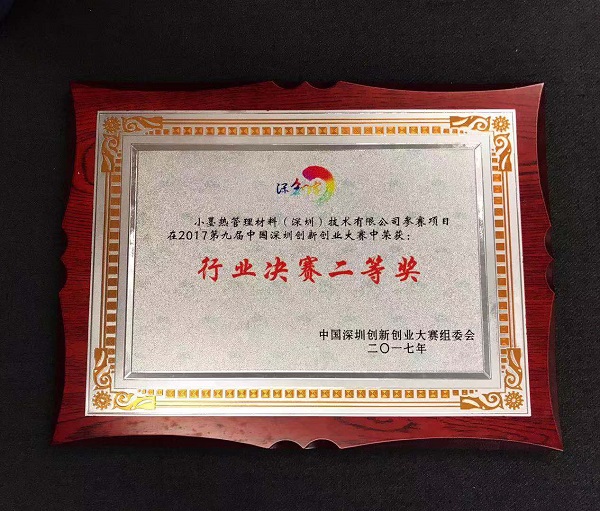 小墨热管理材料（深圳）技术有限公司参赛项目
在2017第九届中国深圳创新创业大赛中荣获：
行业决赛二等奖
中国深圳创新创业大赛组委会
二〇一七年